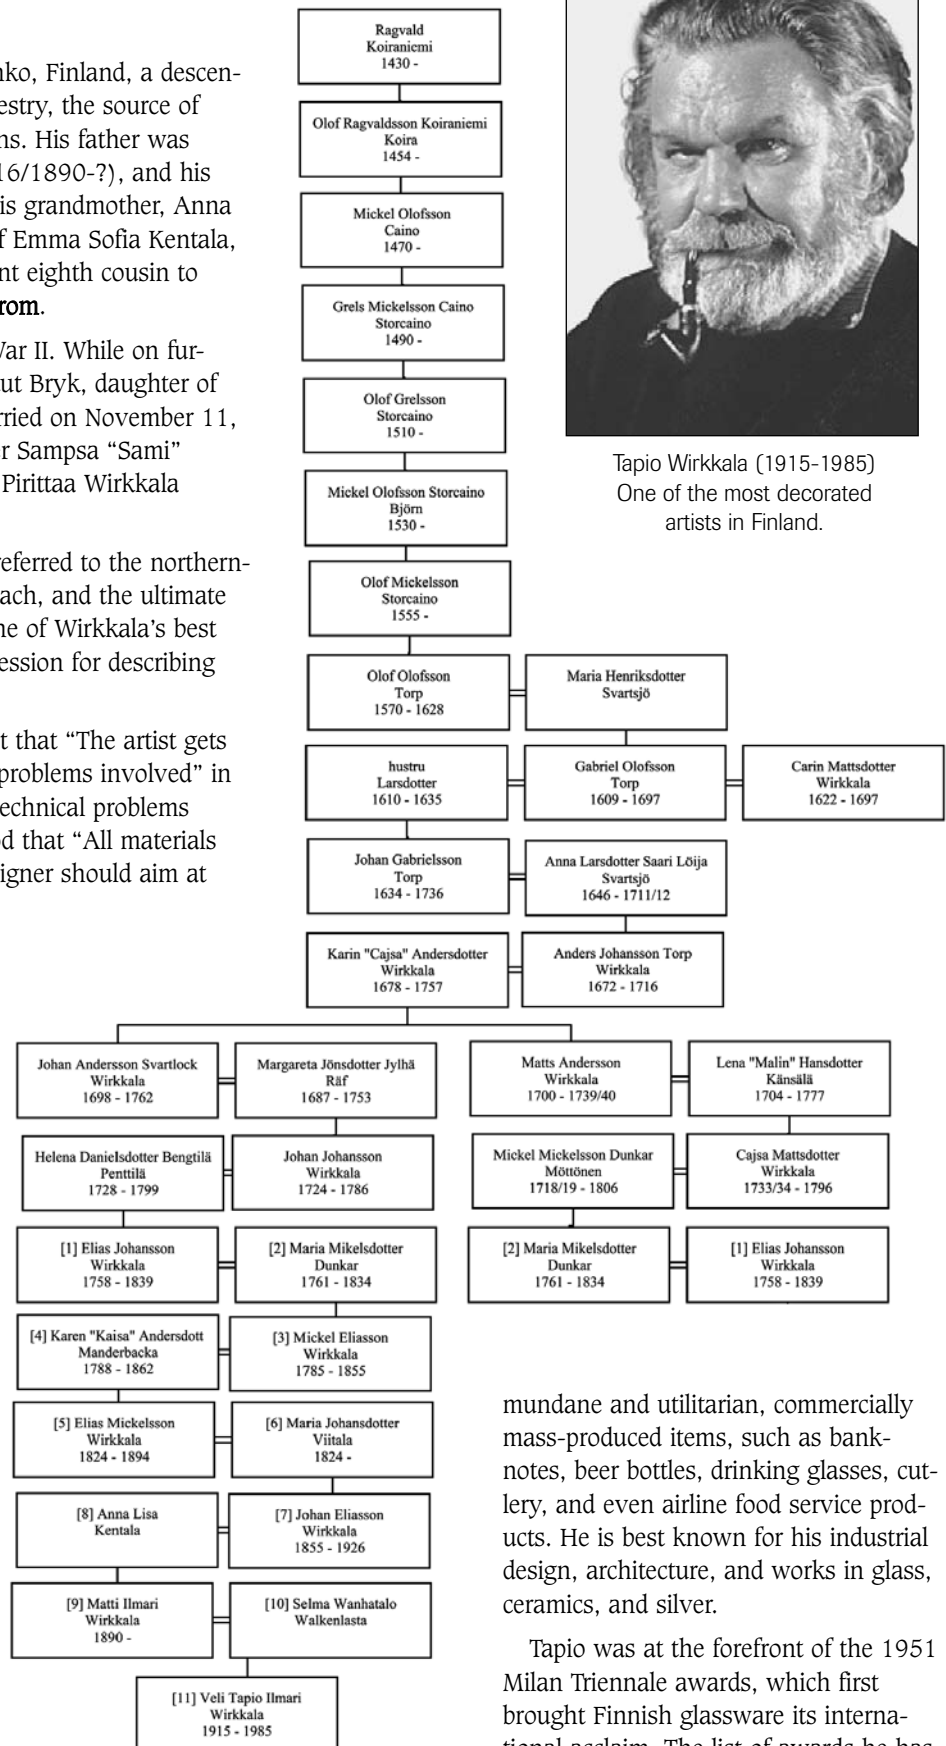 nko, Finland, a descen-
estry, the source of
ns. His father was
16/1890-?), and his
is grandmother, Anna
f Emma Sofia Kentala,
nt eighth cousin to
rom.
War II. While on fur-
ut Bryk, daughter of
rried on November 11,
er Sampsa “Sami”
Pirittaa Wirkkala
referred to the northern-
ach, and the ultimate
ne of Wirkkala’s best
ession for describing
t that “The artist gets
problems involved” in
technical problems
od that “All materials
igner should aim at
Ragvald
Koiraniemi
1430 -
Olof Ragvaldsson Koiraniemi
Koira
1454 -
Mickel Olofsson
Caino
1470 -
Grels Mickelsson Caino
Storcaino
1490 -
Olof Grelsson
Storcaino
1510 -
Mickel Olofsson Storcaino
Björn
1530 -
Olof Mickelsson
Storcaino
1555 -
Tapio Wirkkala (1915-1985)
One of the most decorated
artists in Finland.
Olof Olofsson
Torp
1570 - 1628
Maria Henriksdotter
Svartsjö
hustru
Larsdotter
1610 - 1635
Gabriel Olofsson
Torp
1609 - 1697
Carin Mattsdotter
Wirkkala
1622 - 1697
Johan Gabrielsson
Torp
1634 - 1736
Anna Larsdotter Saari Löija
Svartsjö
1646 - 1711/12
Karin "Cajsa" Andersdotter
Wirkkala
1678 - 1757
Anders Johansson Torp
Wirkkala
1672 - 1716
Johan Andersson Svartlock
Wirkkala
1698 - 1762
Margareta Jönsdotter Jylhä
Räf
1687 - 1753
Matts Andersson
Wirkkala
1700 - 1739/40
Lena "Malin" Hansdotter
Känsälä
1704 - 1777
Helena Danielsdotter Bengtilä
Penttilä
1728 - 1799
Johan Johansson
Wirkkala
1724 - 1786
Mickel Mickelsson Dunkar
Möttönen
1718/19 - 1806
Cajsa Mattsdotter
Wirkkala
1733/34 - 1796
[1] Elias Johansson
Wirkkala
1758 - 1839
[2] Maria Mikelsdotter
Dunkar
1761 - 1834
[2] Maria Mikelsdotter
Dunkar
1761 - 1834
[1] Elias Johansson
Wirkkala
1758 - 1839
[4] Karen "Kaisa" Andersdott
Manderbacka
1788 - 1862
[3] Mickel Eliasson
Wirkkala
1785 - 1855
[5] Elias Mickelsson
Wirkkala
1824 - 1894
[6] Maria Johansdotter
Viitala
1824 -
[8] Anna Lisa
Kentala
[7] Johan Eliasson
Wirkkala
1855 - 1926
[9] Matti Ilmari
Wirkkala
1890 -
[10] Selma Wanhatalo
Walkenlasta
[11] Veli Tapio Ilmari
Wirkkala
1915 - 1985
mundane and utilitarian, commercially
mass-produced items, such as bank-
notes, beer bottles, drinking glasses, cut-
lery, and even airline food service prod-
ucts. He is best known for his industrial
design, architecture, and works in glass,
ceramics, and silver.
Tapio was at the forefront of the 1951
Milan Triennale awards, which first
brought Finnish glassware its interna-
tional acclaim. The list of awards he has